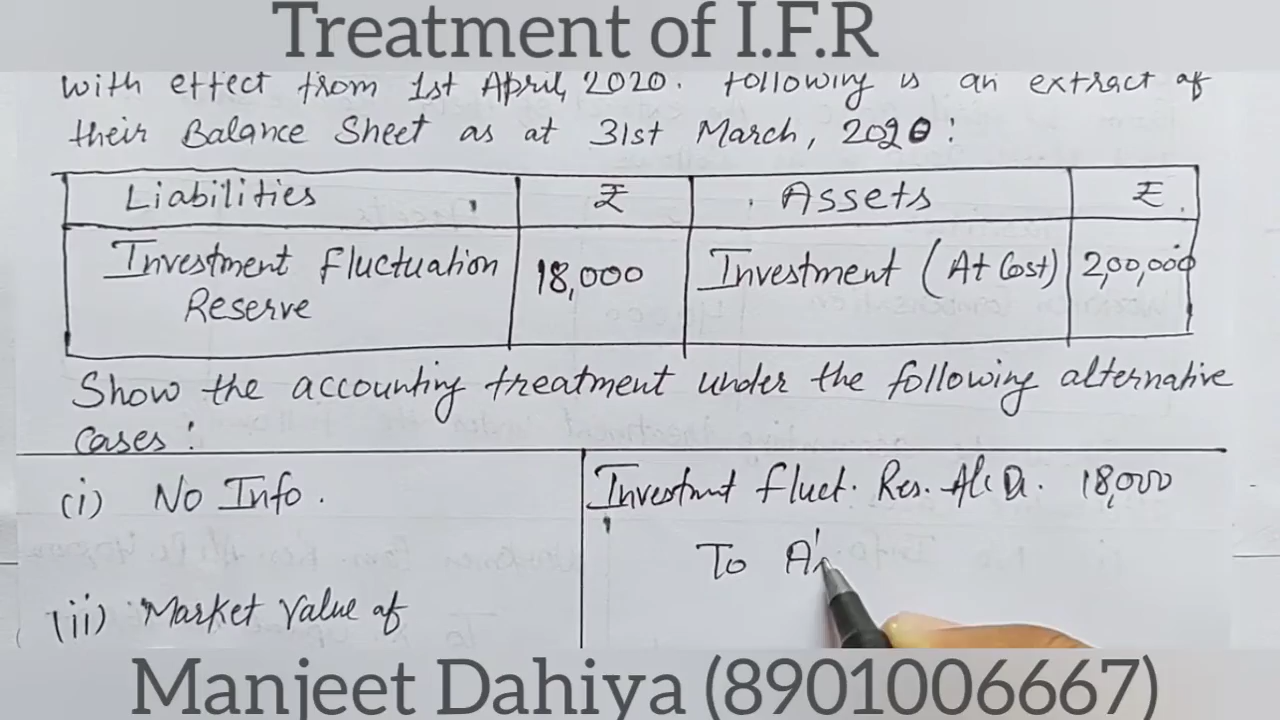 Treatment of I.F.R
with effect from 1st April, 2020. Following is an extract of
their Balance Sheet as at 31st March, 2020:
Liabilities ₹ Assets ₹
Investment Fluctuation Reserve 18,000 Investment (At Cost) 2,00,000
Show the accounting treatment under the following alternative
Cases:
(i) No Info. Investmnt Fluct. Res. A/c Dr. 18,000
To A's
(ii) Market Value of
Manjeet Dahiya (8901006667)